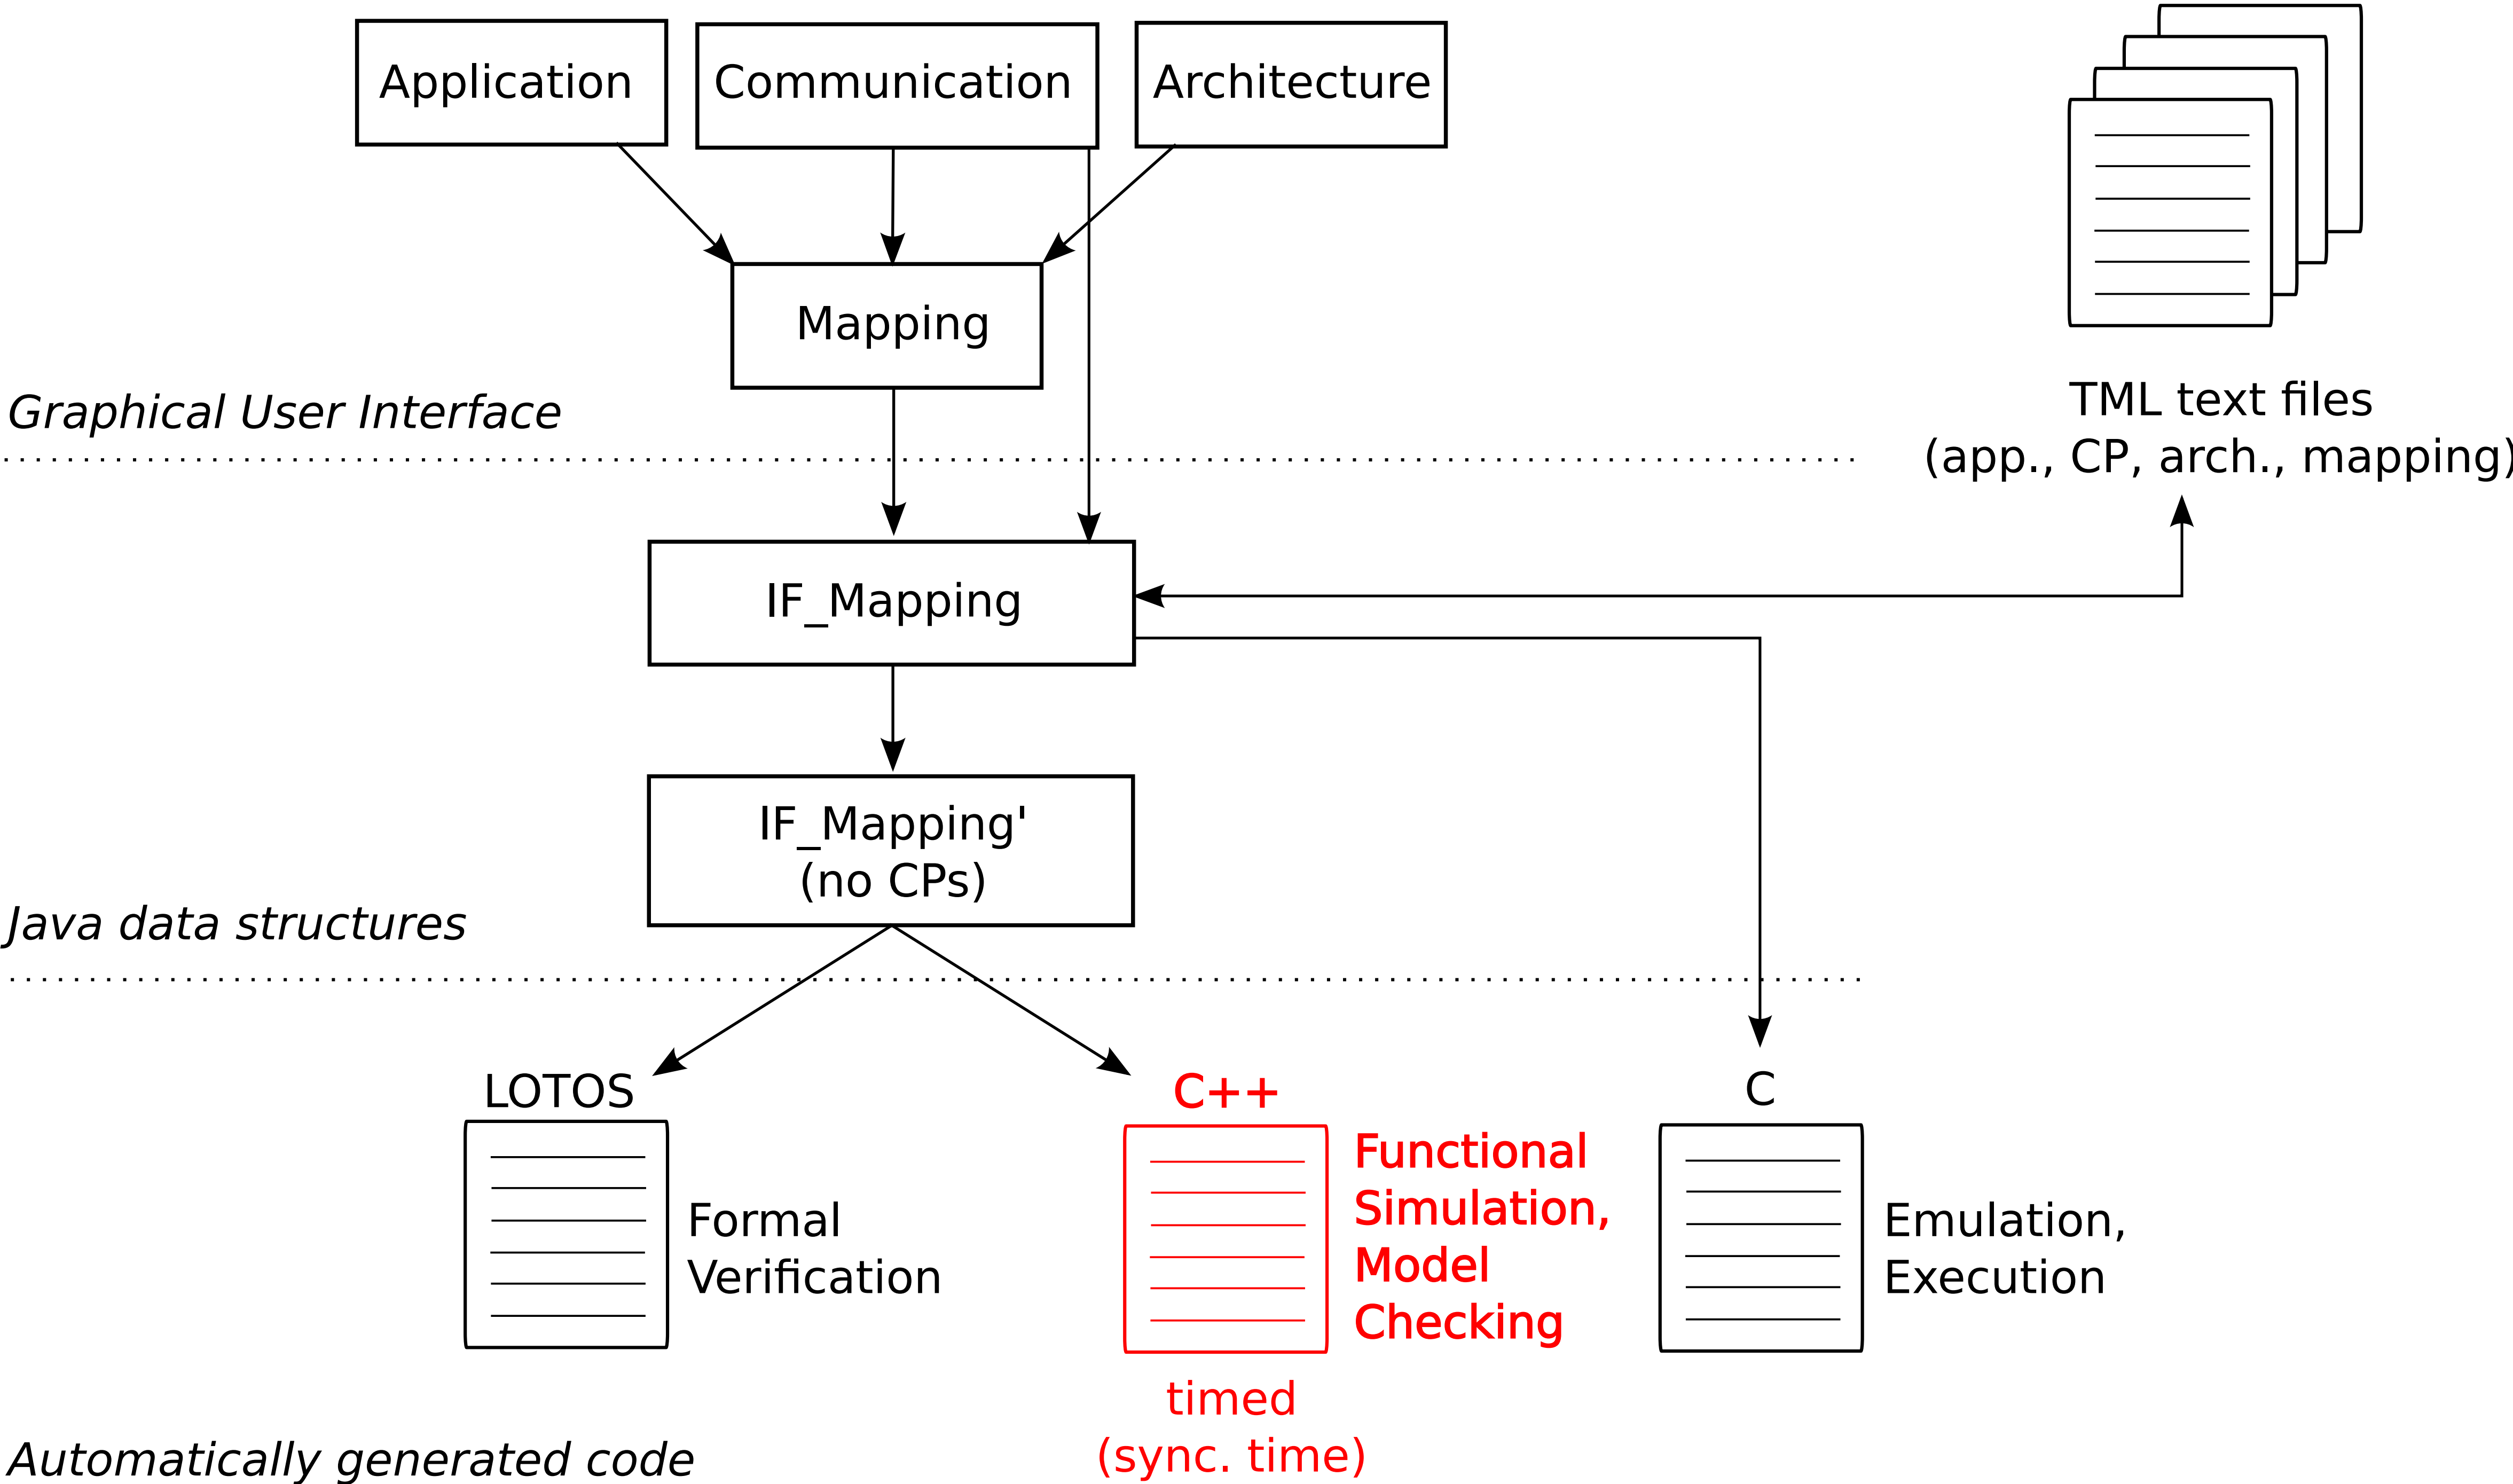 Application
Communication
Architecture
Mapping
Graphical User Interface
TML text files
(app., CP, arch., mapping)
IF_Mapping
IF_Mapping'
(no CPs)
Java data structures
LOTOS
Formal
Verification
C++
Functional
Simulation,
Model
Checking
timed
(sync. time)
C
Emulation,
Execution
Automatically generated code